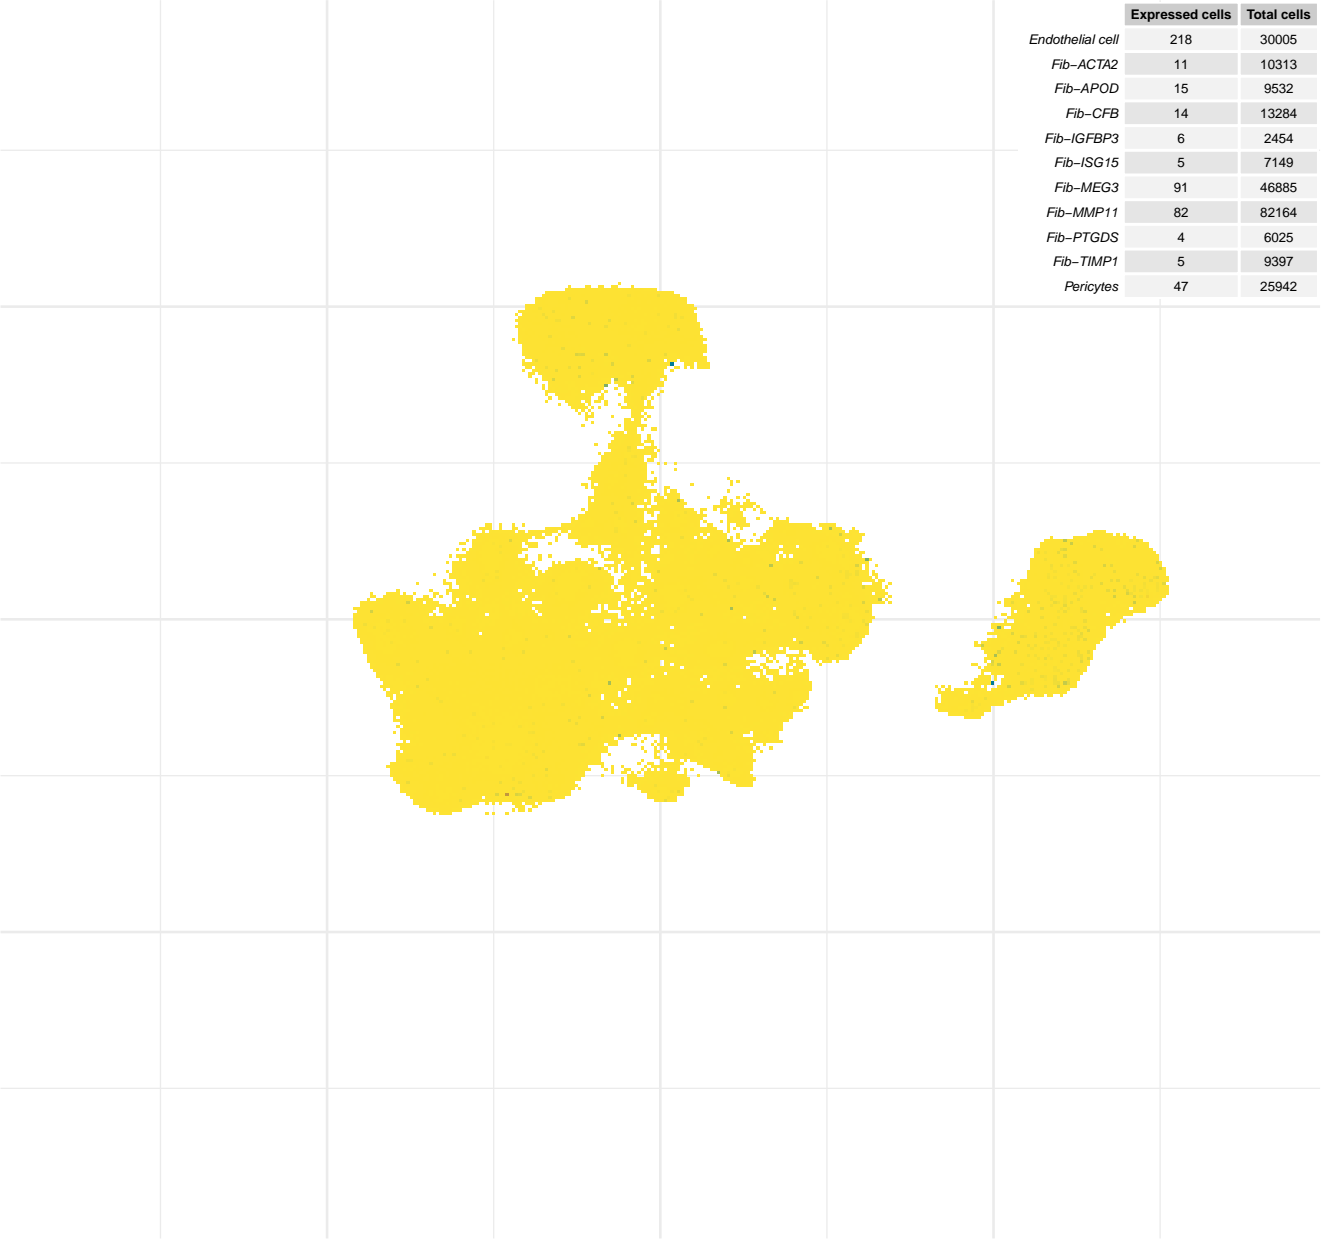 Expressed cells Total cells
Endothelial cell 218 30005
Fib−ACTA2 11 10313
Fib−APOD 15 9532
Fib−CFB 14 13284
Fib−IGFBP3 6 2454
Fib−ISG15 5 7149
Fib−MEG3 91 46885
Fib−MMP11 82 82164
Fib−PTGDS 4 6025
Fib−TIMP1 5 9397
Pericytes 47 25942